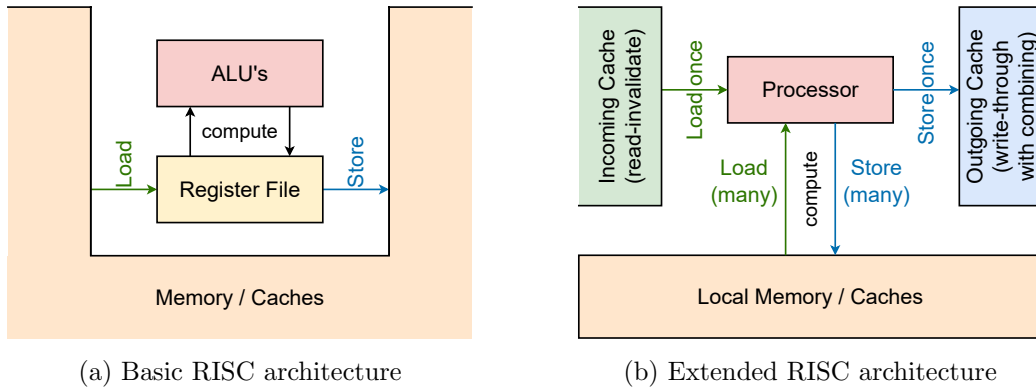 ALU's
compute
Load
Register File
Store
Memory / Caches
(a) Basic RISC architecture
Incoming Cache
(read-invalidate)
Load once
Processor
Store once
Outgoing Cache
(write-through
with combining)
Load
(many)
compute
Store
(many)
Local Memory / Caches
(b) Extended RISC architecture